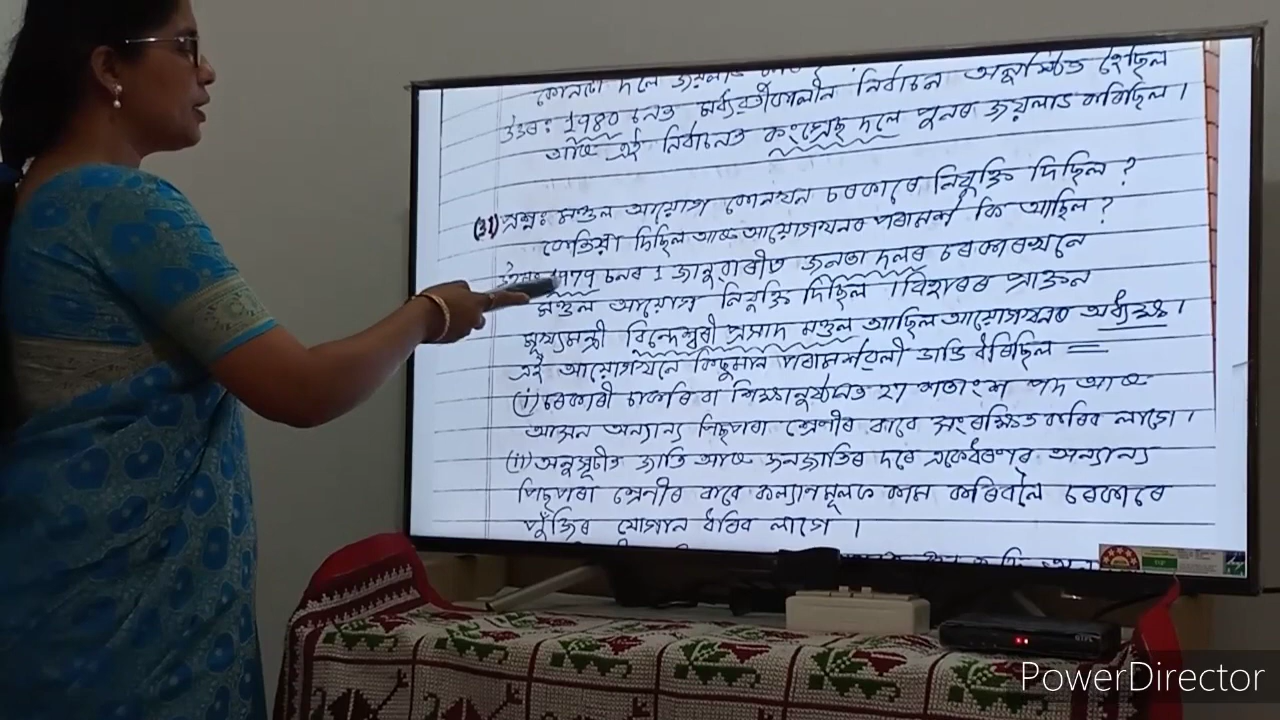 কোনটো দলে জয়লাভ
উত্তৰঃ 1980 চনত মধ্যৱৰ্তীকালীন নিৰ্বাচন অনুষ্ঠিত হৈছিল
আৰু এই নিৰ্বাচনত কংগ্ৰেছ দলে পুনৰ জয়লাভ কৰিছিল।
(31) প্ৰশ্নঃ মণ্ডল আয়োগ কোনখন চৰকাৰে নিযুক্তি দিছিল?
কেতিয়া দিছিল আৰু আয়োগখনৰ পৰামৰ্শ কি আছিল?
উত্তৰঃ 1979 চনৰ 1 জানুৱাৰীত জনতা দলৰ চৰকাৰখনে
মণ্ডল আয়োগ নিযুক্তি দিছিল। বিহাৰৰ প্ৰাক্তন
মুখ্যমন্ত্ৰী বিন্দেশ্বৰী প্ৰসাদ মণ্ডল আছিল আয়োগখনৰ অধ্যক্ষ।
এই আয়োগখনে কিছুমান পৰামৰ্শৱলী ডাঙি ধৰিছিল =
(i) চৰকাৰী চাকৰি বা শিক্ষানুষ্ঠানত 27 শতাংশ পদ আৰু
আসন অন্যান্য পিছপৰা শ্ৰেণীৰ বাবে সংৰক্ষিত কৰিব লাগে।
(ii) অনুসূচীত জাতি আৰু জনজাতিৰ দৰে একেধৰণৰ অন্যান্য
পিছপৰা শ্ৰেণীৰ বাবে কল্যাণমূলক কাম কৰিবলৈ চৰকাৰে
পুঁজিৰ যোগান ধৰিব লাগে।
PowerDirector